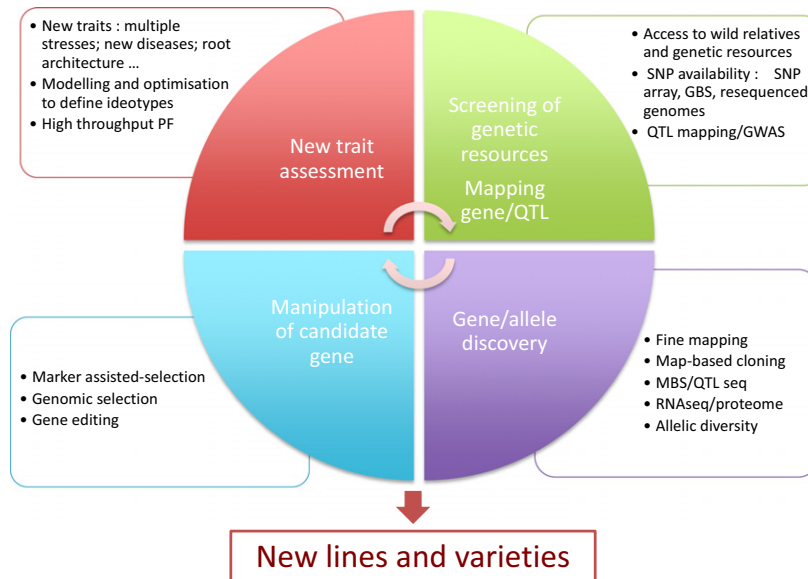 • New traits : multiple
stresses; new diseases; root
architecture ...
• Modelling and optimisation
to define ideotypes
• High throughput PF
New trait
assessment
Screening of
genetic
resources
Mapping
gene/QTL
• Access to wild relatives
and genetic resources
• SNP availability : SNP
array, GBS, resequenced
genomes
• QTL mapping/GWAS
Manipulation
of candidate
gene
• Marker assisted-selection
• Genomic selection
• Gene editing
Gene/allele
discovery
• Fine mapping
• Map-based cloning
• MBS/QTL seq
• RNAseq/proteome
• Allelic diversity
New lines and varieties